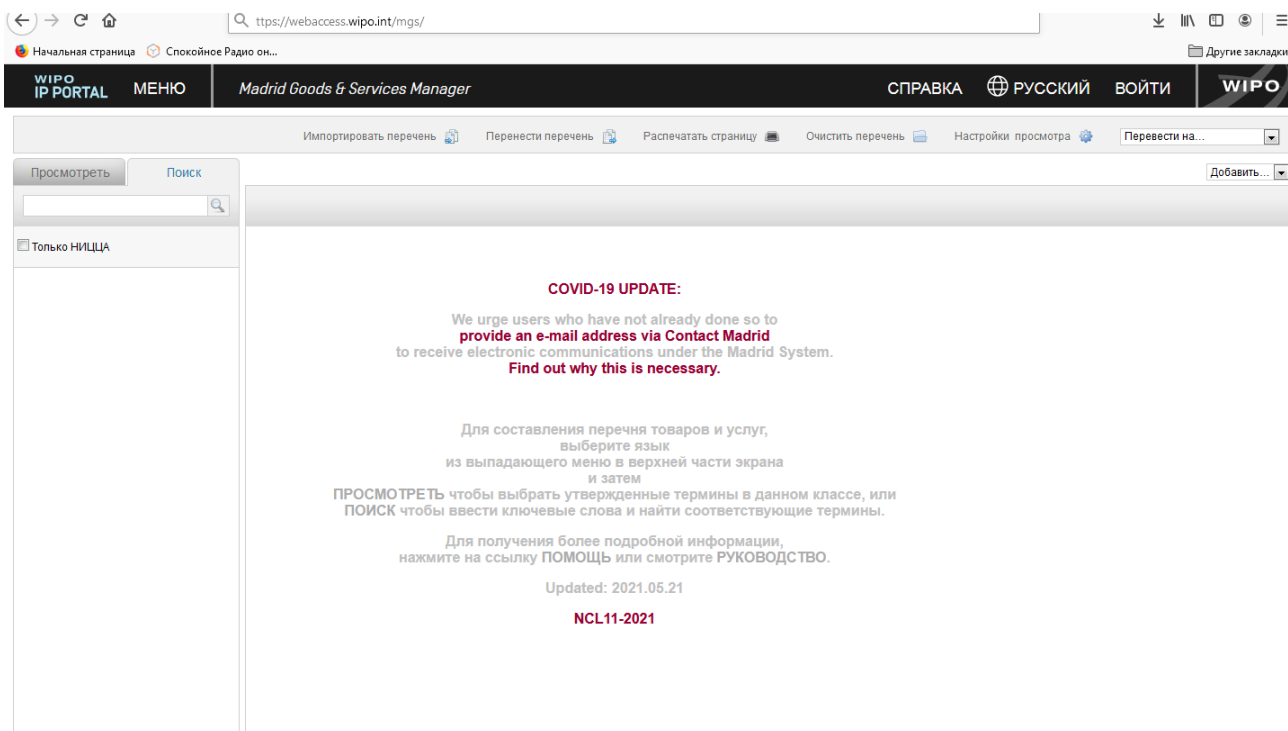 ttps://webaccess.wipo.int/mgs/
Начальная страница Спокойное Радио он... Другие закладки
WIPO
IP PORTAL МЕНЮ Madrid Goods & Services Manager СПРАВКА РУССКИЙ ВОЙТИ WIPO
Импортировать перечень Перенести перечень Распечатать страницу Очистить перечень Настройки просмотра Перевести на...
Просмотреть Поиск Добавить...
Только НИЦЦА
COVID-19 UPDATE:
We urge users who have not already done so to
provide an e-mail address via Contact Madrid
to receive electronic communications under the Madrid System.
Find out why this is necessary.
Для составления перечня товаров и услуг,
выберите язык
из выпадающего меню в верхней части экрана
и затем
ПРОСМОТРЕТЬ чтобы выбрать утвержденные термины в данном классе, или
ПОИСК чтобы ввести ключевые слова и найти соответствующие термины.
Для получения более подробной информации,
нажмите на ссылку ПОМОЩЬ или смотрите РУКОВОДСТВО.
Updated: 2021.05.21
NCL11-2021